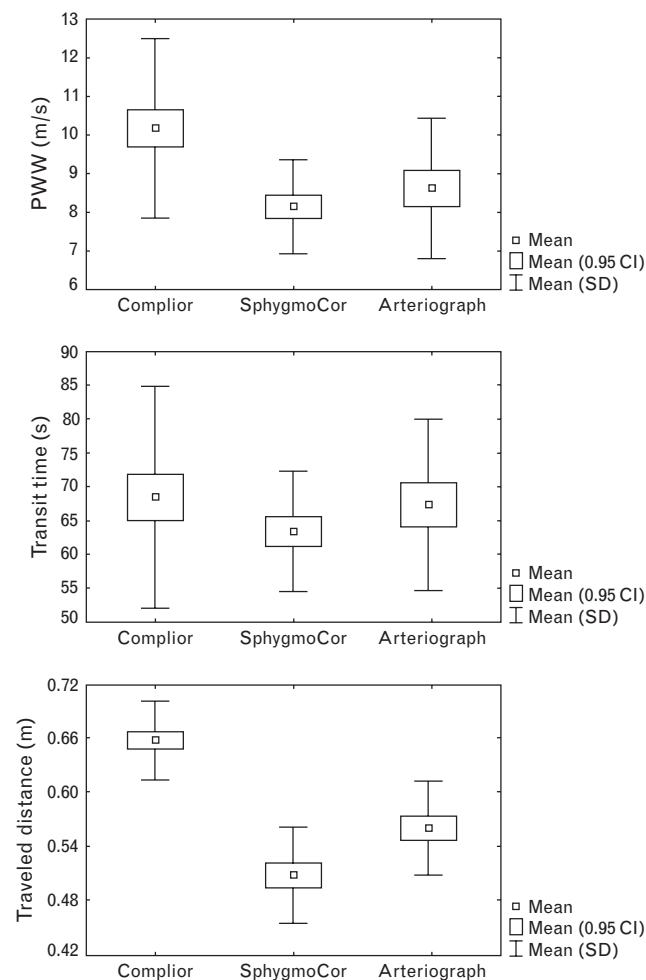 13
12
11
10
9
8
7
6
PWW (m/s)
Complior SphygmoCor Arteriograph
Mean
Mean (0.95 CI)
Mean (SD)
90
85
80
75
70
65
60
55
50
Transit time (s)
Complior SphygmoCor Arteriograph
Mean
Mean (0.95 CI)
Mean (SD)
0.72
0.66
0.60
0.54
0.48
0.42
Traveled distance (m)
Complior SphygmoCor Arteriograph
Mean
Mean (0.95 CI)
Mean (SD)